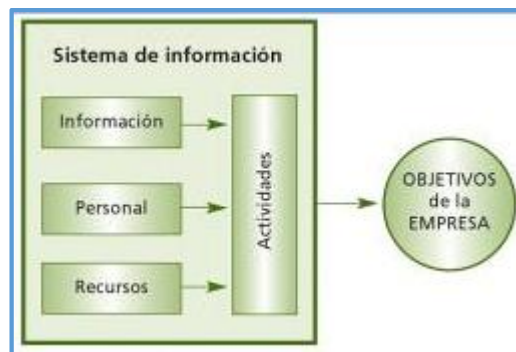 Sistema de información
Información
Personal
Recursos
Actividades
OBJETIVOS
de la
EMPRESA